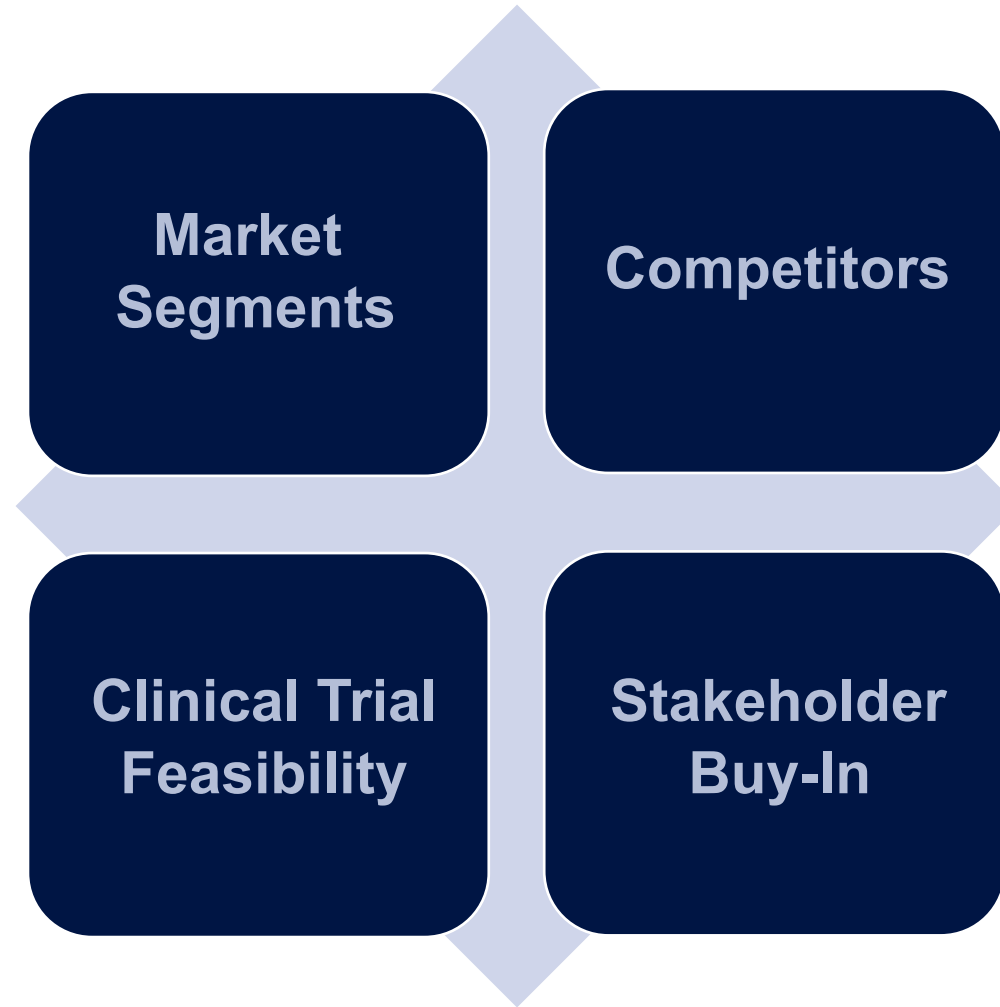 Market
Segments
Competitors
Clinical Trial
Feasibility
Stakeholder
Buy-In